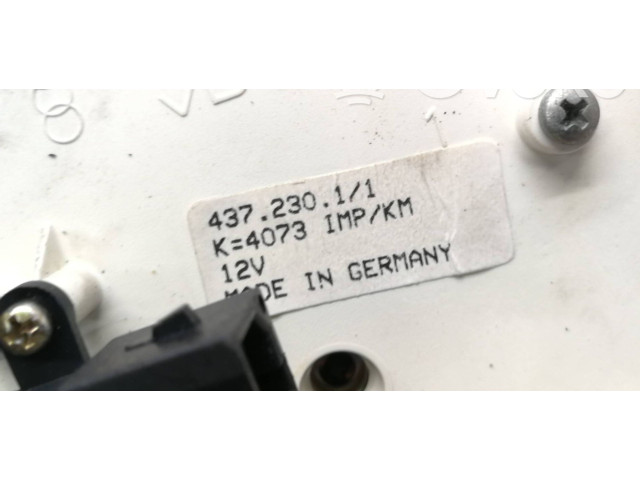 437.230.1/1
K=4073 IMP/KM
12V
MADE IN GERMANY